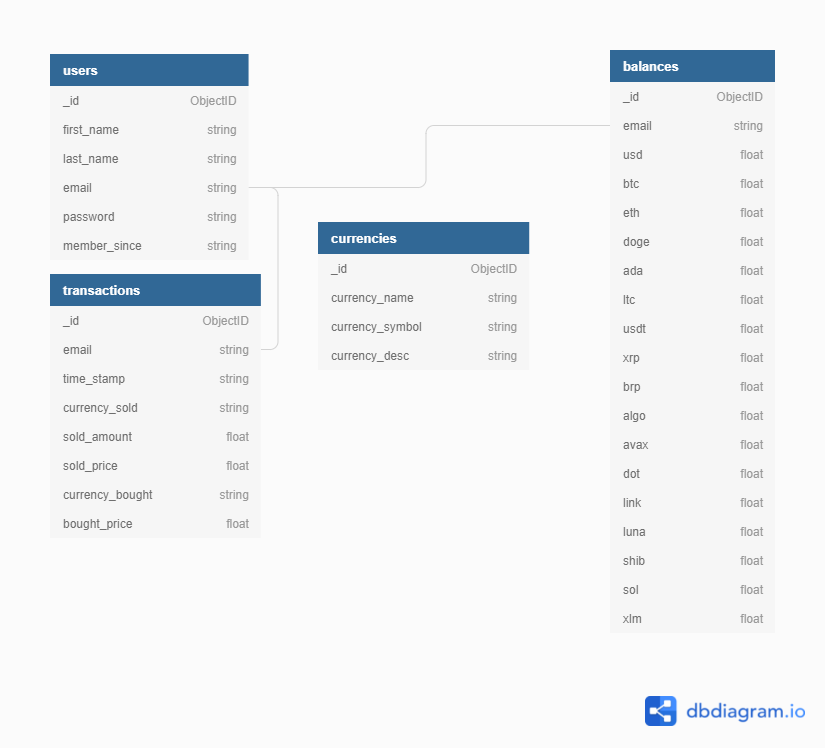 users
_id ObjectID
first_name string
last_name string
email string
password string
member_since string
transactions
_id ObjectID
email string
time_stamp string
currency_sold string
sold_amount float
sold_price float
currency_bought string
bought_price float
currencies
_id ObjectID
currency_name string
currency_symbol string
currency_desc string
balances
_id ObjectID
email string
usd float
btc float
eth float
doge float
ada float
ltc float
usdt float
xrp float
brp float
algo float
avax float
dot float
link float
luna float
shib float
sol float
xlm float
dbdiagram.io